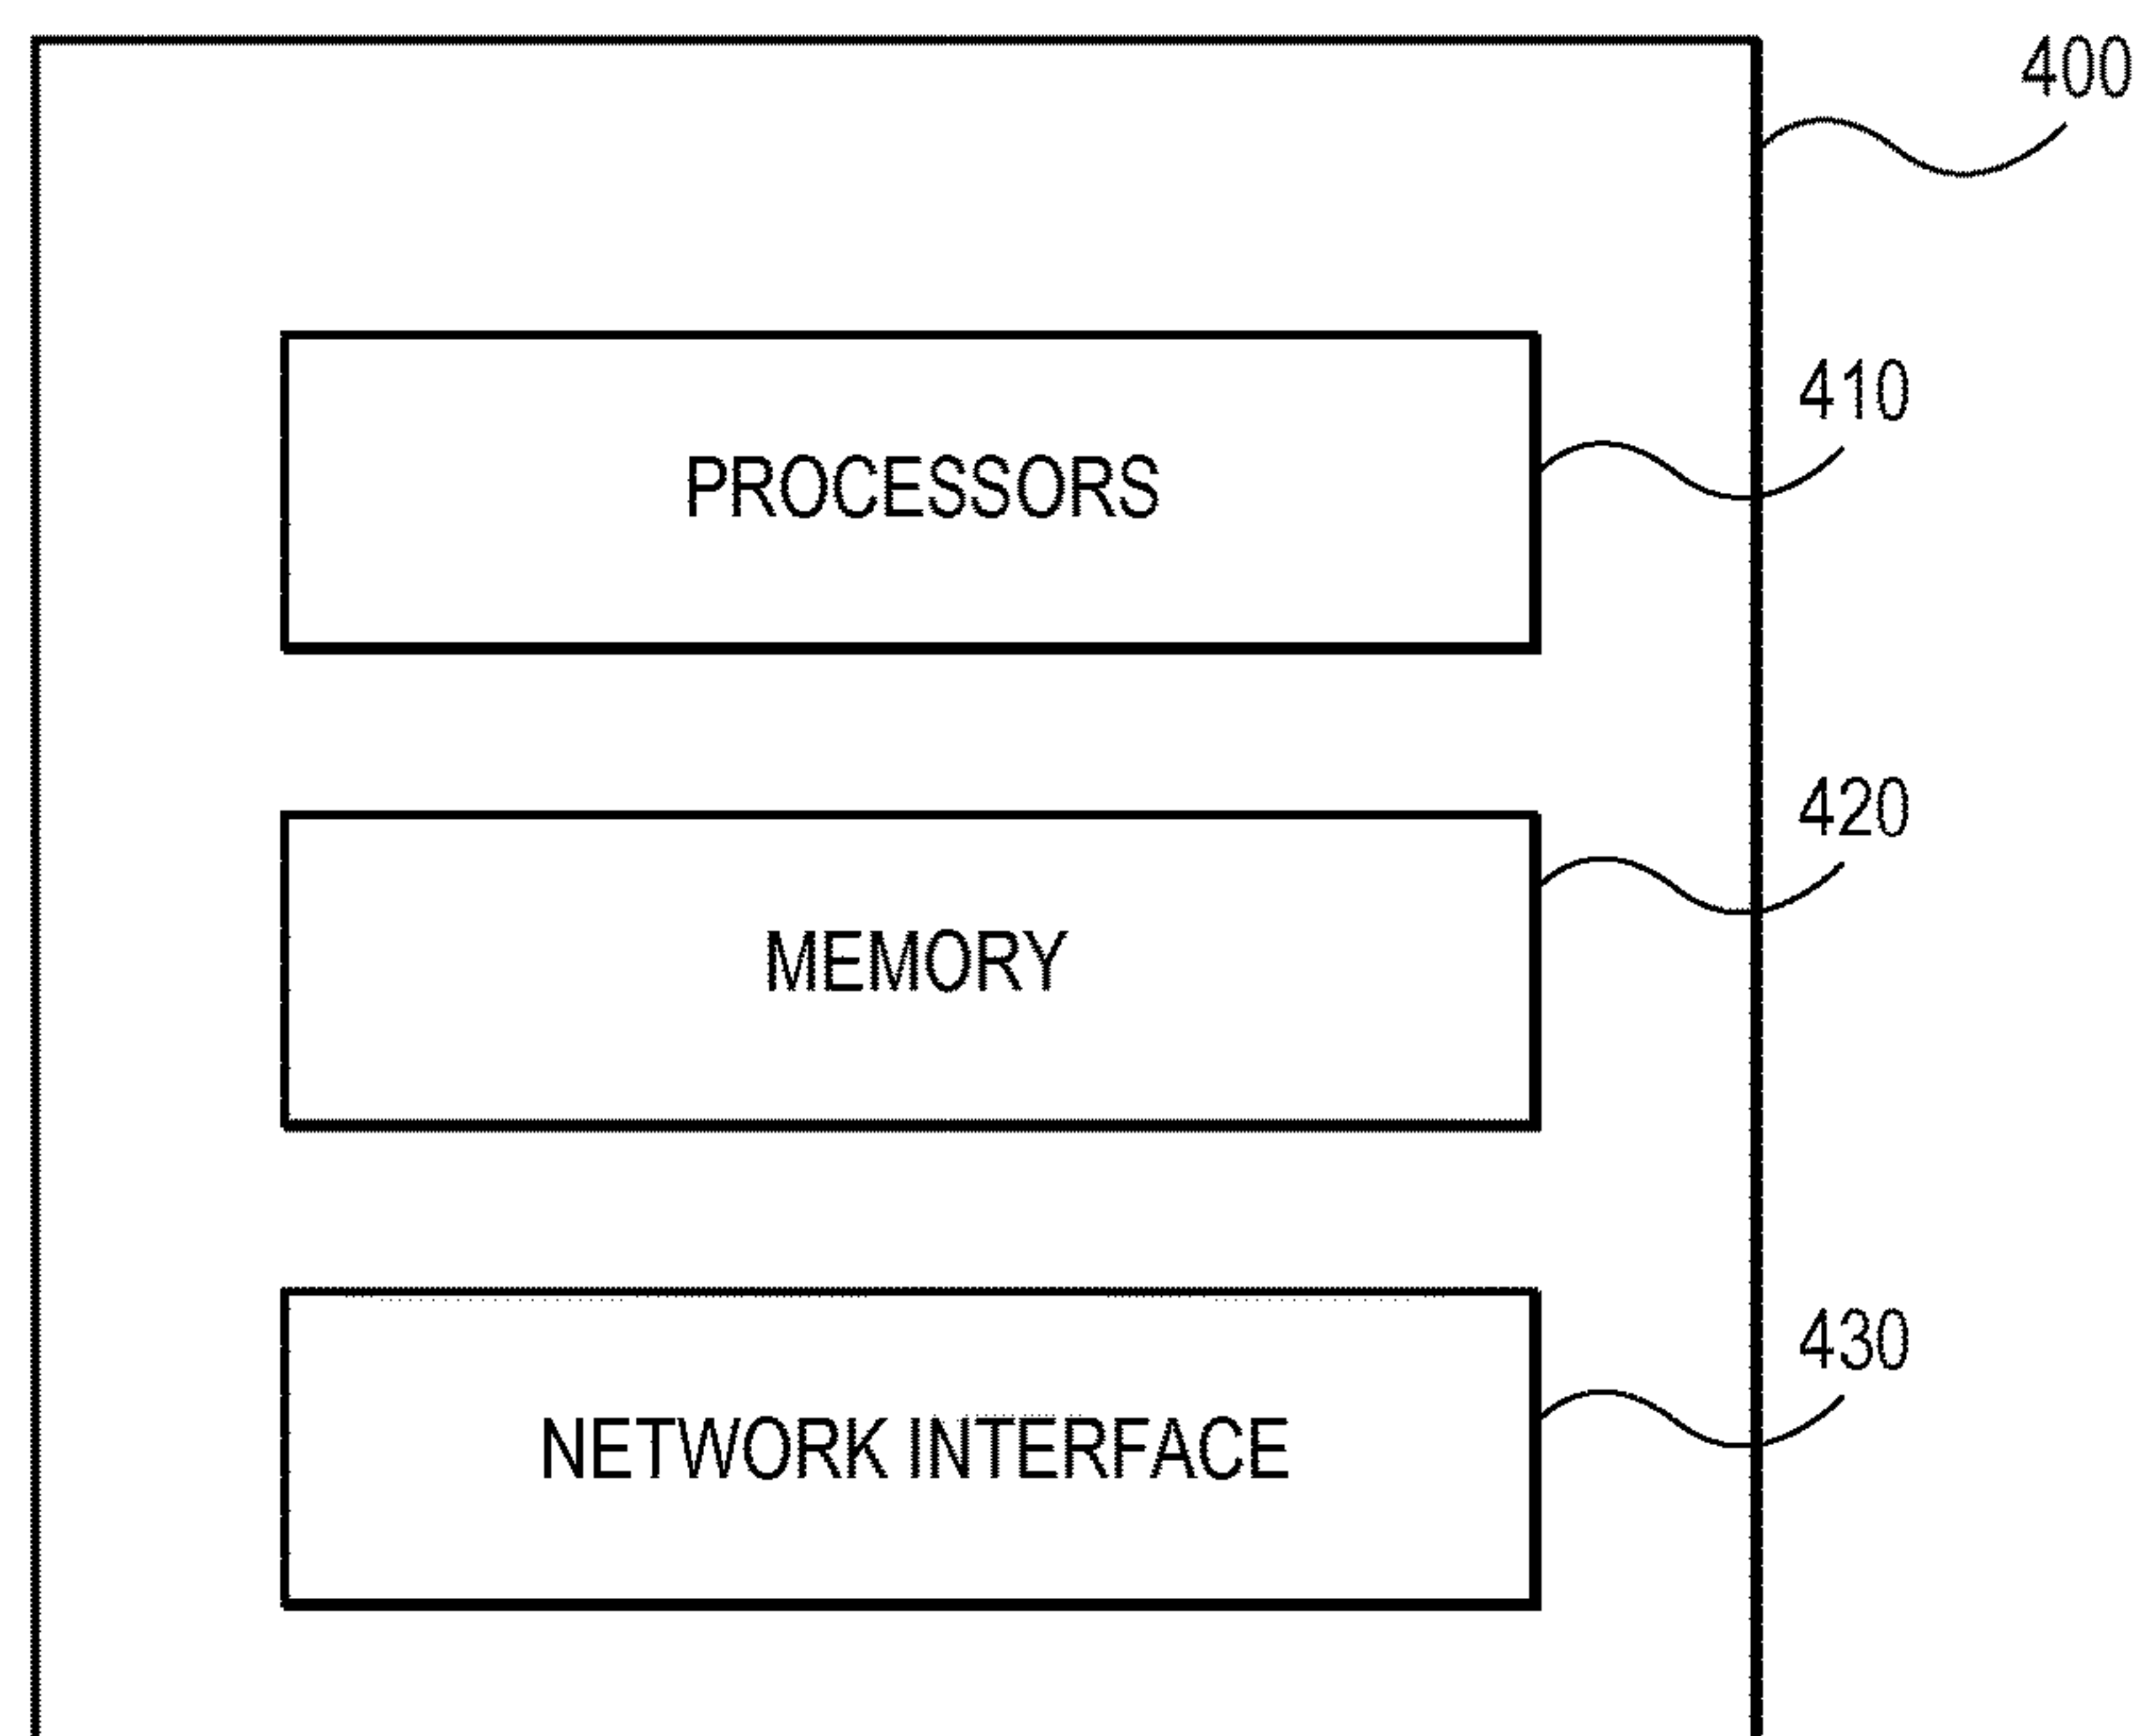 400
410
PROCESSORS
420
MEMORY
430
NETWORK INTERFACE